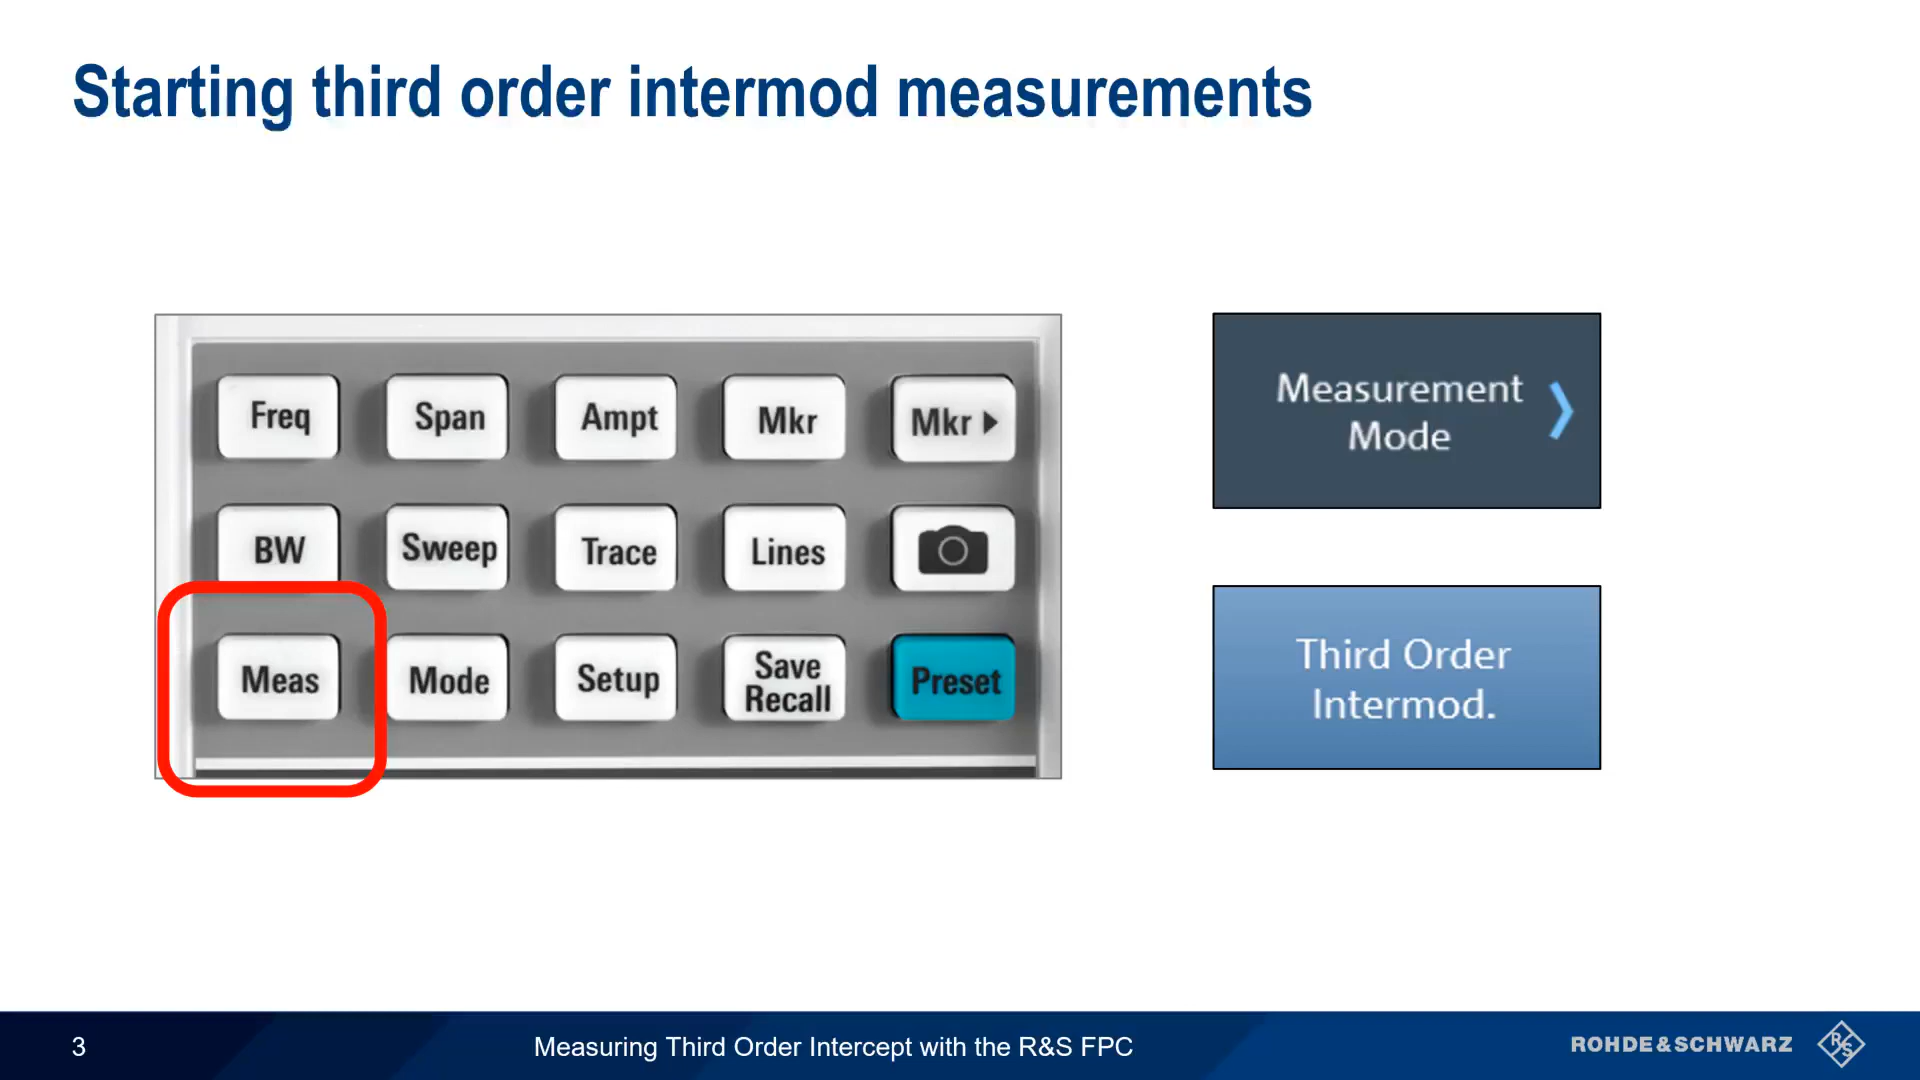 Starting third order intermod measurements
Freq
Span
Ampt
Mkr
Mkr
BW
Sweep
Trace
Lines
Meas
Mode
Setup
Save
Recall
Preset
Measurement
Mode
Third Order
Intermod.
3
Measuring Third Order Intercept with the R&S FPC
ROHDE&SCHWARZ
R&S